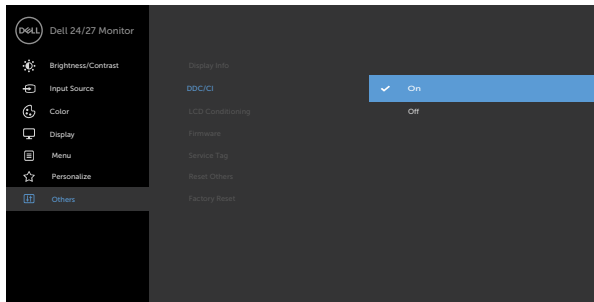 DELL Dell 24/27 Monitor
Brightness/Contrast
Input Source
Color
Display
Menu
Personalize
Others
Display Info
DDC/CI
LCD Conditioning
Firmware
Service Tag
Reset Others
Factory Reset
On
Off